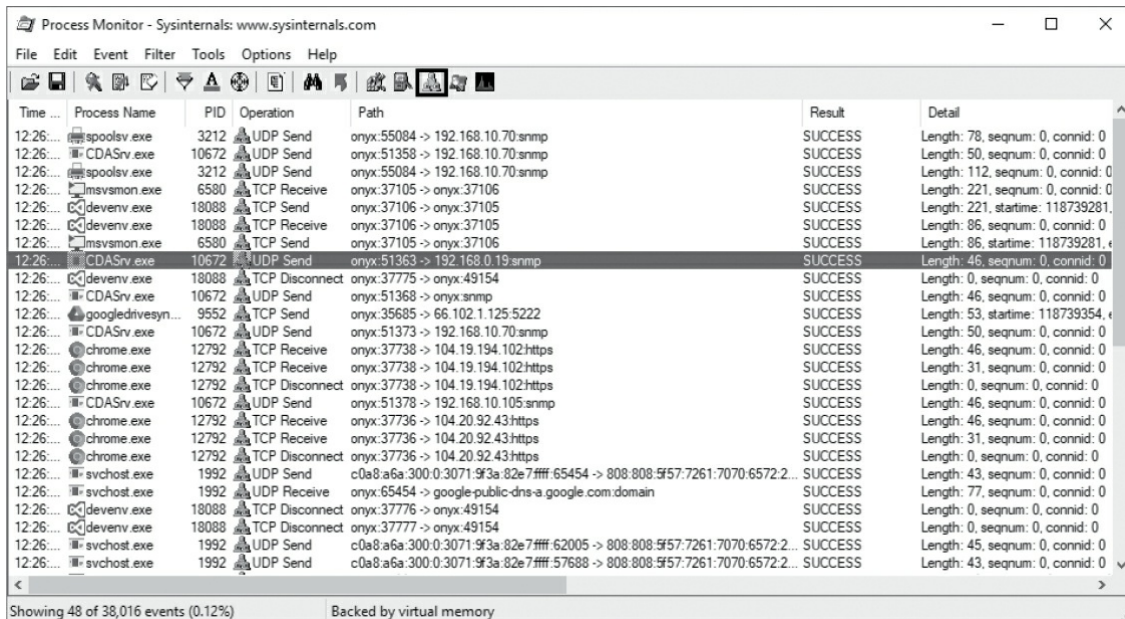 Process Monitor - Sysinternals: www.sysinternals.com
File Edit Event Filter Tools Options Help
Time ... Process Name PID Operation Path Result Detail
12:26:... spoolsv.exe 3212 UDP Send onyx:55084 -> 192.168.10.70:snmp SUCCESS Length: 78, seqnum: 0, connid: 0
12:26:... CDASrv.exe 10672 UDP Send onyx:51358 -> 192.168.10.70:snmp SUCCESS Length: 50, seqnum: 0, connid: 0
12:26:... spoolsv.exe 3212 UDP Send onyx:55084 -> 192.168.10.70:snmp SUCCESS Length: 112, seqnum: 0, connid: 0
12:26:... msvsmon.exe 6580 TCP Receive onyx:37105 -> onyx:37106 SUCCESS Length: 221, seqnum: 0, connid: 0
12:26:... devenv.exe 18088 TCP Send onyx:37106 -> onyx:37105 SUCCESS Length: 221, startime: 118739281,
12:26:... devenv.exe 18088 TCP Receive onyx:37106 -> onyx:37105 SUCCESS Length: 86, seqnum: 0, connid: 0
12:26:... msvsmon.exe 6580 TCP Send onyx:37105 -> onyx:37106 SUCCESS Length: 86, startime: 118739281, e
12:26:... CDASrv.exe 10672 UDP Send onyx:51363 -> 192.168.0.19:snmp SUCCESS Length: 46, seqnum: 0, connid: 0
12:26:... devenv.exe 18088 TCP Disconnect onyx:37775 -> onyx:49154 SUCCESS Length: 0, seqnum: 0, connid: 0
12:26:... CDASrv.exe 10672 UDP Send onyx:51368 -> onyx:snmp SUCCESS Length: 46, seqnum: 0, connid: 0
12:26:... googledrivesyn... 9552 TCP Send onyx:35685 -> 66.102.1.125:5222 SUCCESS Length: 53, startime: 118739354, e
12:26:... CDASrv.exe 10672 UDP Send onyx:51373 -> 192.168.10.70:snmp SUCCESS Length: 50, seqnum: 0, connid: 0
12:26:... chrome.exe 12792 TCP Receive onyx:37738 -> 104.19.194.102:https SUCCESS Length: 46, seqnum: 0, connid: 0
12:26:... chrome.exe 12792 TCP Receive onyx:37738 -> 104.19.194.102:https SUCCESS Length: 31, seqnum: 0, connid: 0
12:26:... chrome.exe 12792 TCP Disconnect onyx:37738 -> 104.19.194.102:https SUCCESS Length: 0, seqnum: 0, connid: 0
12:26:... CDASrv.exe 10672 UDP Send onyx:51378 -> 192.168.10.105:snmp SUCCESS Length: 46, seqnum: 0, connid: 0
12:26:... chrome.exe 12792 TCP Receive onyx:37736 -> 104.20.92.43:https SUCCESS Length: 46, seqnum: 0, connid: 0
12:26:... chrome.exe 12792 TCP Receive onyx:37736 -> 104.20.92.43:https SUCCESS Length: 31, seqnum: 0, connid: 0
12:26:... chrome.exe 12792 TCP Disconnect onyx:37736 -> 104.20.92.43:https SUCCESS Length: 0, seqnum: 0, connid: 0
12:26:... svchost.exe 1992 UDP Send c0a8:a6a:300:0:3071:9f3a:82e7:ffff:65454 -> 808:808:5f57:7261:7070:6572:2... SUCCESS Length: 43, seqnum: 0, connid: 0
12:26:... svchost.exe 1992 UDP Receive onyx:65454 -> google-public-dns-a.google.com:domain SUCCESS Length: 77, seqnum: 0, connid: 0
12:26:... devenv.exe 18088 TCP Disconnect onyx:37776 -> onyx:49154 SUCCESS Length: 0, seqnum: 0, connid: 0
12:26:... devenv.exe 18088 TCP Disconnect onyx:37777 -> onyx:49154 SUCCESS Length: 0, seqnum: 0, connid: 0
12:26:... svchost.exe 1992 UDP Send c0a8:a6a:300:0:3071:9f3a:82e7:ffff:62005 -> 808:808:5f57:7261:7070:6572:2... SUCCESS Length: 45, seqnum: 0, connid: 0
12:26:... svchost.exe 1992 UDP Send c0a8:a6a:300:0:3071:9f3a:82e7:ffff:57688 -> 808:808:5f57:7261:7070:6572:2... SUCCESS Length: 43, seqnum: 0, connid: 0
Showing 48 of 38,016 events (0.12%) Backed by virtual memory